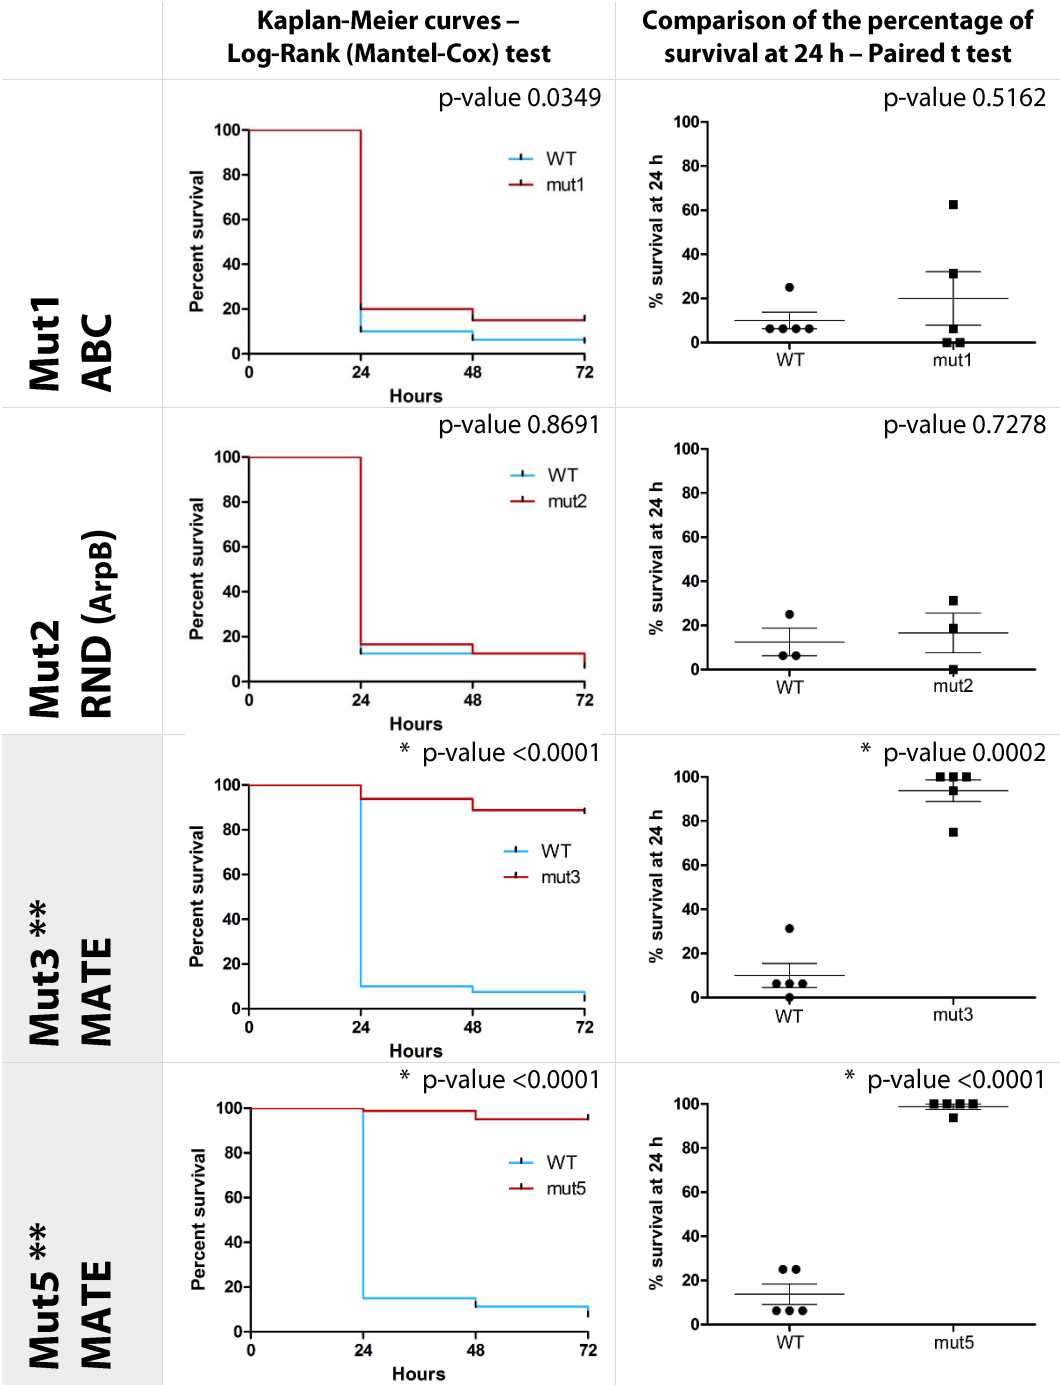 Kaplan-Meier curves –
Log-Rank (Mantel-Cox) test
Comparison of the percentage of
survival at 24 h – Paired t test
Mut1
ABC
p-value 0.0349
100
80
60
40
20
0
Percent survival
WT
mut1
0 24 48 72
Hours
p-value 0.5162
100
80
60
40
20
0
% survival at 24 h
WT mut1
Mut2
RND (ArpB)
p-value 0.8691
100
80
60
40
20
0
Percent survival
WT
mut2
0 24 48 72
Hours
p-value 0.7278
100
80
60
40
20
0
% survival at 24 h
WT mut2
Mut3 **
MATE
* p-value <0.0001
100
80
60
40
20
0
Percent survival
WT
mut3
0 24 48 72
Hours
* p-value 0.0002
100
80
60
40
20
0
% survival at 24 h
WT mut3
Mut5 **
MATE
* p-value <0.0001
100
80
60
40
20
0
Percent survival
WT
mut5
0 24 48 72
Hours
* p-value <0.0001
100
80
60
40
20
0
% survival at 24 h
WT mut5